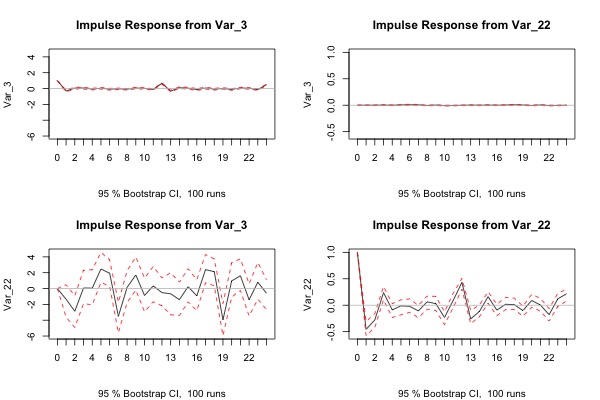 Impulse Response from Var_3
Var_3
4
2
0
-2
-6
0 2 4 6 8 10 13 16 19 22
95 % Bootstrap CI, 100 runs
Impulse Response from Var_22
Var_3
1.0
0.5
0.0
-0.5
0 2 4 6 8 10 13 16 19 22
95 % Bootstrap CI, 100 runs
Impulse Response from Var_3
Var_22
4
2
0
-2
-6
0 2 4 6 8 10 13 16 19 22
95 % Bootstrap CI, 100 runs
Impulse Response from Var_22
Var_22
1.0
0.5
0.0
-0.5
0 2 4 6 8 10 13 16 19 22
95 % Bootstrap CI, 100 runs